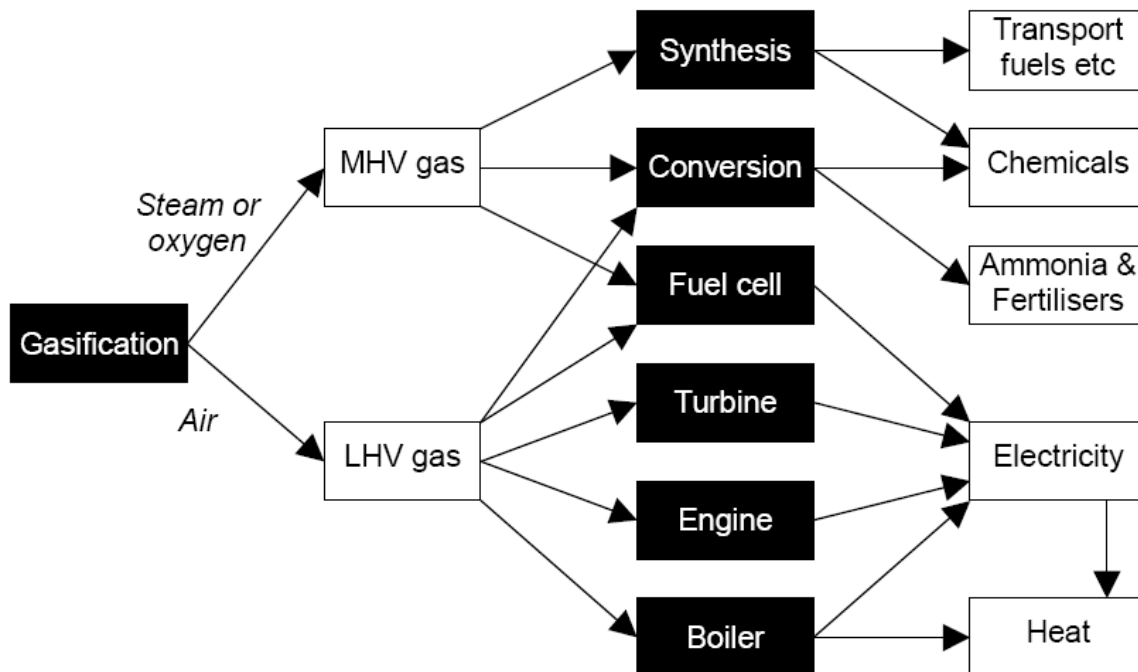 Synthesis
Transport
fuels etc
MHV gas
Conversion
Chemicals
Steam or
oxygen
Fuel cell
Ammonia &
Fertilisers
Gasification
Air
Turbine
LHV gas
Electricity
Engine
Boiler
Heat